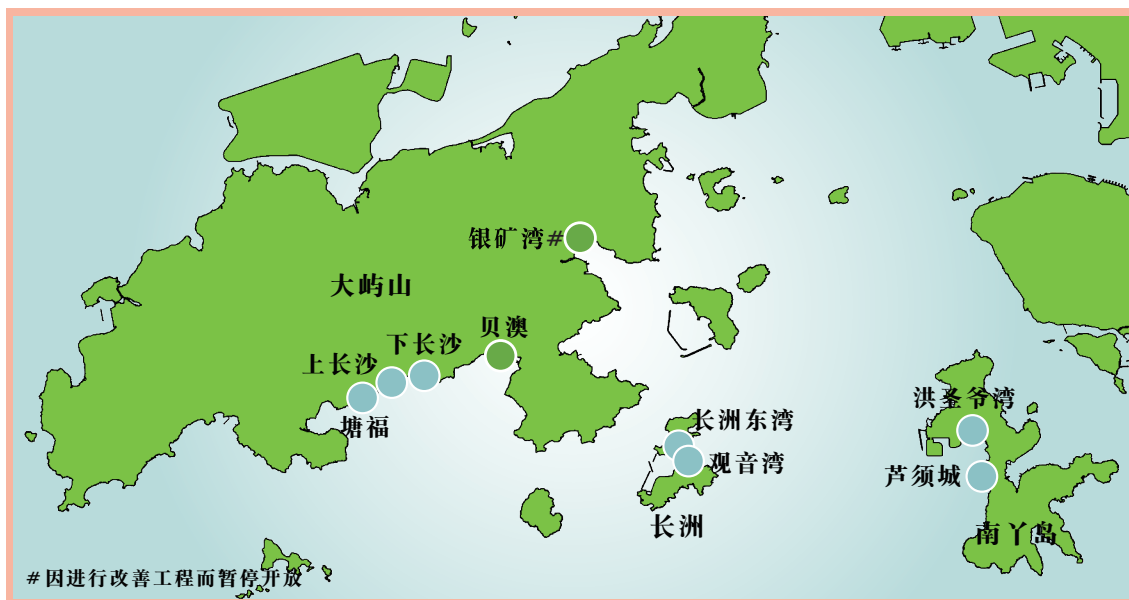 银矿湾#
大屿山
贝澳
下长沙
上长沙
塘福
洪圣爷湾
长洲东湾
观音湾
芦须城
长洲
南丫岛
#因进行改善工程而暂停开放